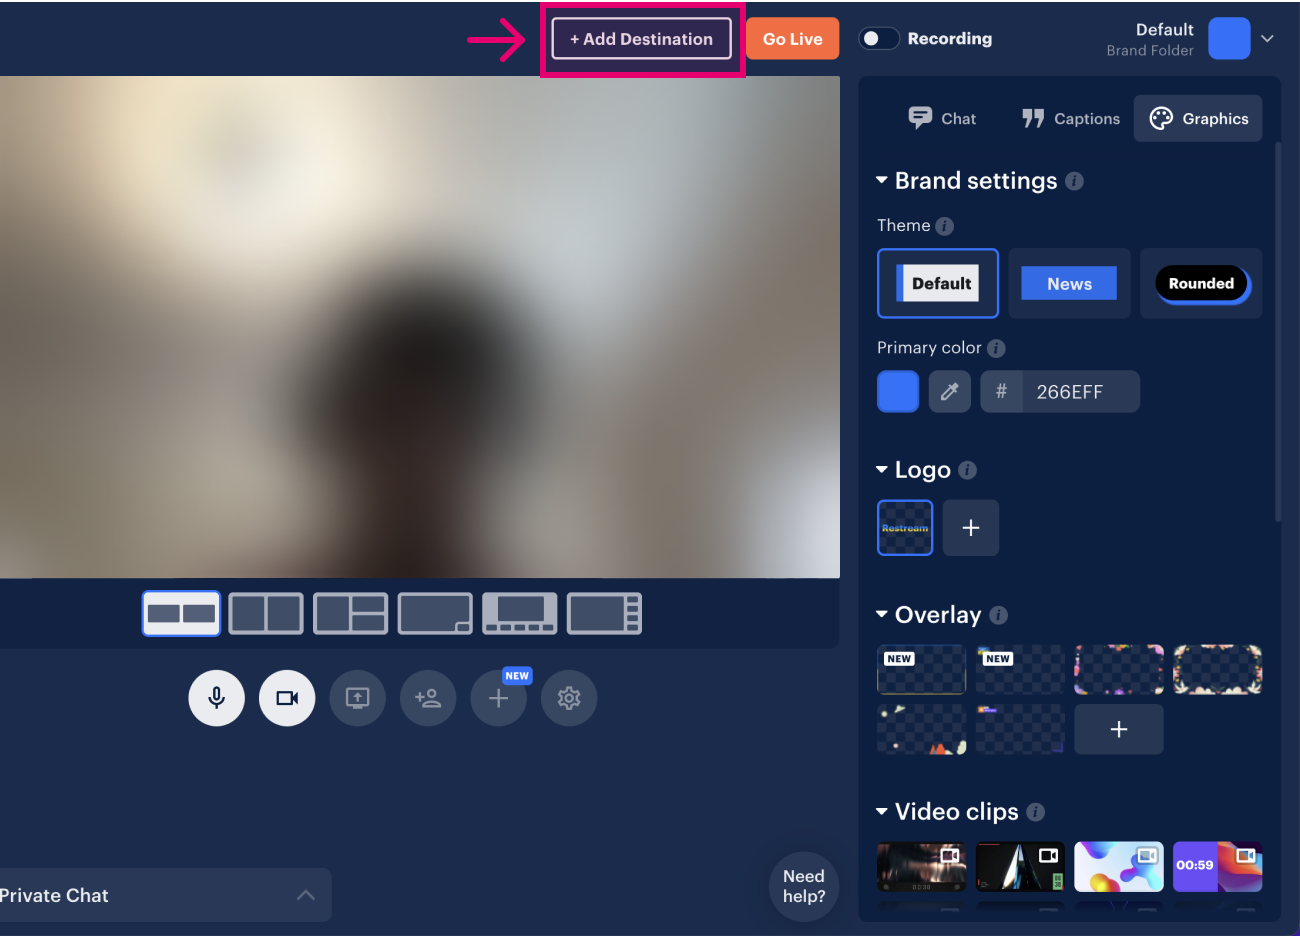 + Add Destination
Go Live
Recording
Default
Brand Folder
Chat
Captions
Graphics
Brand settings
Theme
Default
News
Rounded
Primary color
# 266EFF
Logo
Restream
Overlay
NEW
NEW
NEW
Video clips
00:59
Private Chat
Need
help?